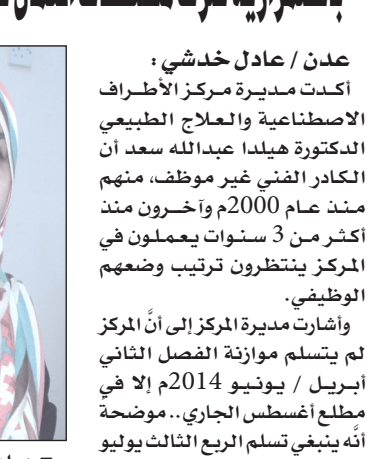 عدن / عادل خدشي :
أكدت مديرة مركز الأطراف
الاصطناعية والعلاج الطبيعي
الدكتورة هيلدا عبدالله سعد أن
الكادر الفني غير موظف، منهم
منذ عام 2000م وآخرون منذ
أكثر من 3 سنوات يعملون في
المركز ينتظرون ترتيب وضعهم
الوظيفي.
وأشارت مديرة المركز إلى أنَّ المركز
لم يتسلم موازنة الفصل الثاني
أبريل / يونيو 2014م إلا في
مطلع أغسطس الجاري.. موضحة
أنَّه ينبغي تسلم الربع الثالث يوليو